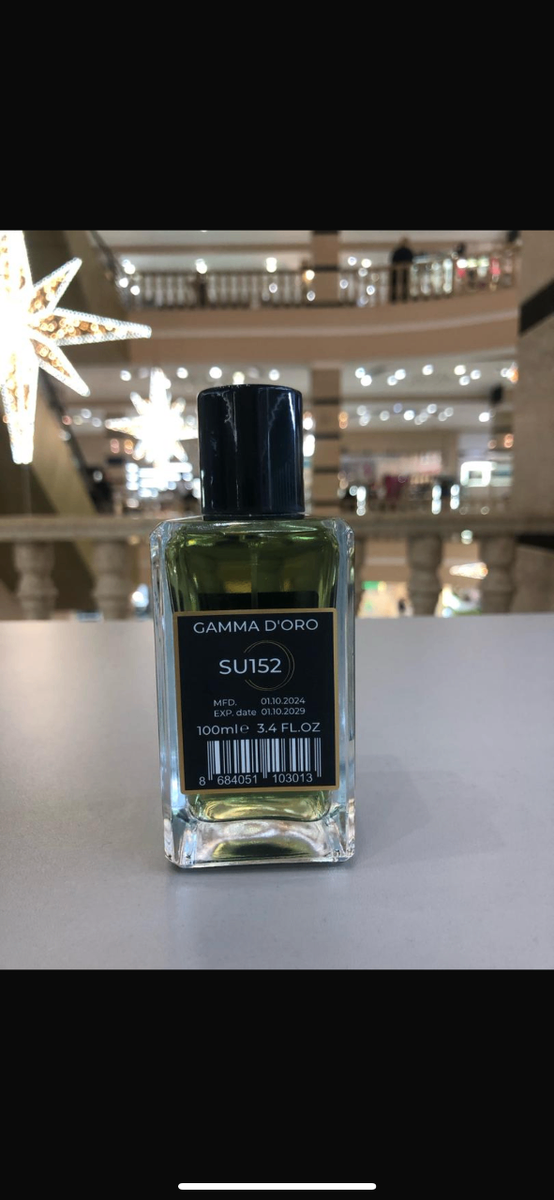 GAMMA D'ORO
SU152
MFD. 01.10.2024
EXP. date 01.10.2029
100ml℮ 3.4 FL.OZ
8 684051 103013